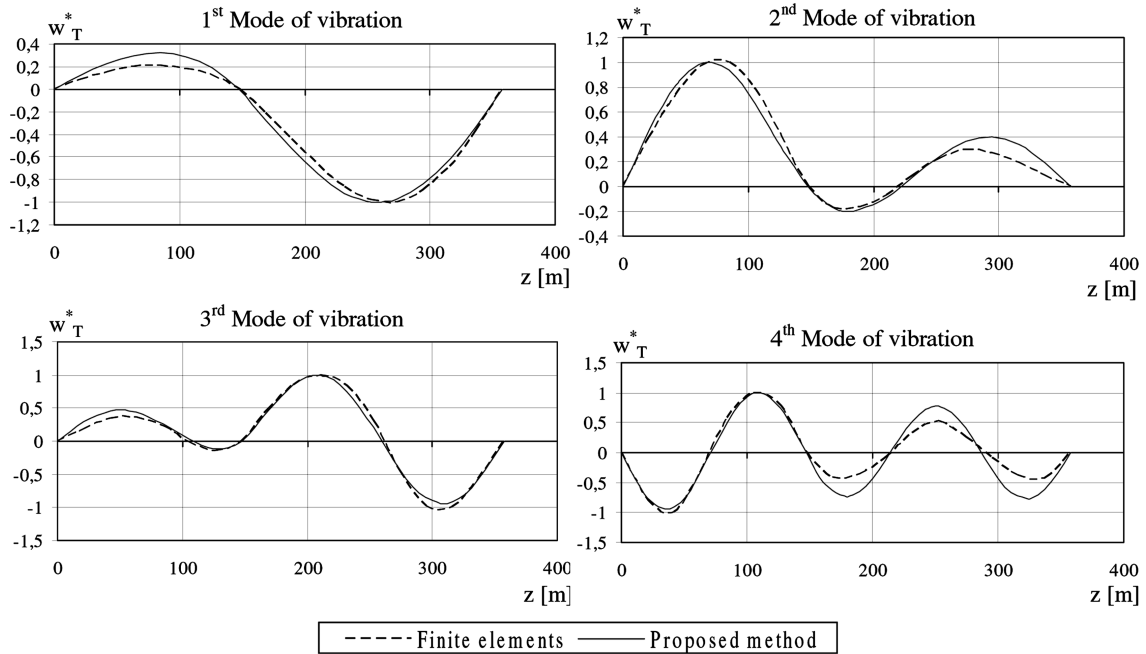 1st Mode of vibration
w*T
0,4
0,2
0
-0,2
-0,4
-0,6
-0,8
-1
-1,2
0 100 200 300 400
z [m]
2nd Mode of vibration
w*T
1,2
1
0,8
0,6
0,4
0,2
0
-0,2
-0,4
0 100 200 300 400
z [m]
3rd Mode of vibration
w*T
1,5
1
0,5
0
-0,5
-1
-1,5
0 100 200 300 400
z [m]
4th Mode of vibration
w*T
1,5
1
0,5
0
-0,5
-1
-1,5
0 100 200 300 400
z [m]
Finite elements Proposed method